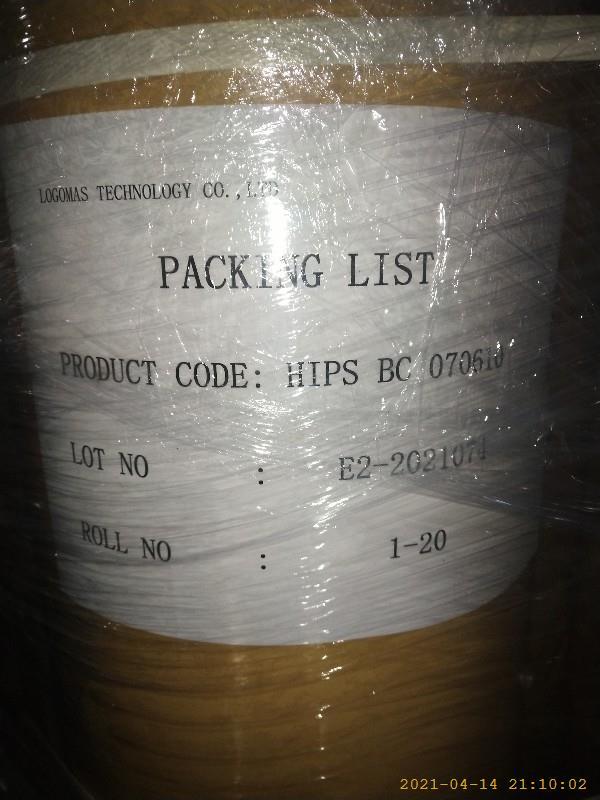 LOGOMAS TECHNOLOGY CO.,LTD
PACKING LIST
PRODUCT CODE: HIPS BC 070610
LOT NO : E2-2021074
ROLL NO : 1-20
2021-04-14 21:10:02